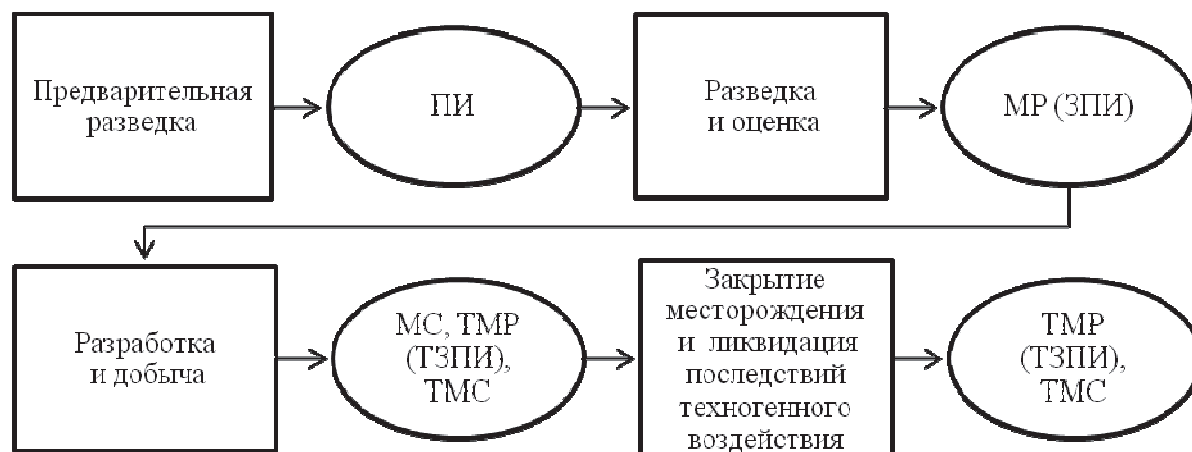 Предварительная
разведка
ПИ
Разведка
и оценка
МР (ЗПИ)
Разработка
и добыча
МС, ТМР
(ТЗПИ),
ТМС
Закрытие
месторождения
и ликвидация
последствий
техногенного
воздействия
ТМР
(ТЗПИ),
ТМС